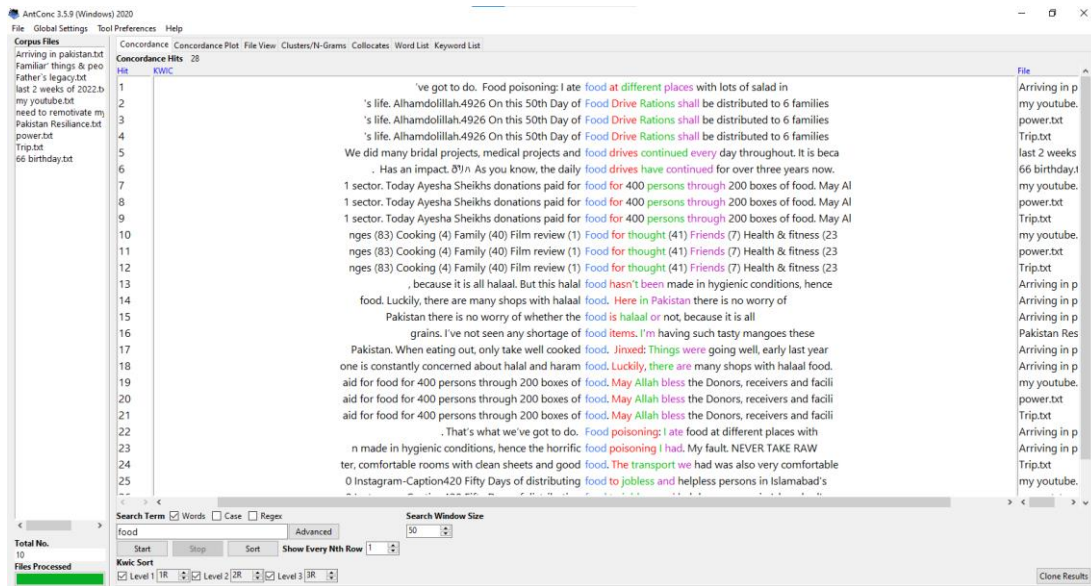 AntConc 3.5.9 (Windows) 2020
File Global Settings Tool Preferences Help
Corpus Files
Arriving in pakistan.txt
Familiar' things & peo
Father's legacy.txt
last 2 weeks of 2022.tx
my youtube.txt
need to remotivate my
Pakistan Resiliance.txt
power.txt
Trip.txt
66 birthday.txt
Concordance Concordance Plot File View Clusters/N-Grams Collocates Word List Keyword List
Concordance Hits 28
Hit KWIC File
1 've got to do. Food poisoning: I ate food at different places with lots of salad in Arriving in p
2 's life. Alhamdolillah.4926 On this 50th Day of Food Drive Rations shall be distributed to 6 families my youtube.
3 's life. Alhamdolillah.4926 On this 50th Day of Food Drive Rations shall be distributed to 6 families power.txt
4 's life. Alhamdolillah.4926 On this 50th Day of Food Drive Rations shall be distributed to 6 families Trip.txt
5 We did many bridal projects, medical projects and food drives continued every day throughout. It is beca last 2 weeks
6 . Has an impact. As you know, the daily food drives have continued for over three years now. 66 birthday.t
7 1 sector. Today Ayesha Sheikhs donations paid for food for 400 persons through 200 boxes of food. May Al my youtube.
8 1 sector. Today Ayesha Sheikhs donations paid for food for 400 persons through 200 boxes of food. May Al power.txt
9 1 sector. Today Ayesha Sheikhs donations paid for food for 400 persons through 200 boxes of food. May Al Trip.txt
10 nges (83) Cooking (4) Family (40) Film review (1) Food for thought (41) Friends (7) Health & fitness (23 my youtube.
11 nges (83) Cooking (4) Family (40) Film review (1) Food for thought (41) Friends (7) Health & fitness (23 power.txt
12 nges (83) Cooking (4) Family (40) Film review (1) Food for thought (41) Friends (7) Health & fitness (23 Trip.txt
13 , because it is all halaal. But this halal food hasn't been made in hygienic conditions, hence Arriving in p
14 food. Luckily, there are many shops with halaal food. Here in Pakistan there is no worry of Arriving in p
15 Pakistan there is no worry of whether the food is halaal or not, because it is all Arriving in p
16 grains. I've not seen any shortage of food items. I'm having such tasty mangoes these Pakistan Res
17 Pakistan. When eating out, only take well cooked food. Jinxed: Things were going well, early last year Arriving in p
18 one is constantly concerned about halal and haram food. Luckily, there are many shops with halaal food. Arriving in p
19 aid for food for 400 persons through 200 boxes of food. May Allah bless the Donors, receivers and facili my youtube.
20 aid for food for 400 persons through 200 boxes of food. May Allah bless the Donors, receivers and facili power.txt
21 aid for food for 400 persons through 200 boxes of food. May Allah bless the Donors, receivers and facili Trip.txt
22 . That's what we've got to do. Food poisoning: I ate food at different places with Arriving in p
23 n made in hygienic conditions, hence the horrific food poisoning I had. My fault. NEVER TAKE RAW Arriving in p
24 ter, comfortable rooms with clean sheets and good food. The transport we had was also very comfortable Trip.txt
25 0 Instagram-Caption420 Fifty Days of distributing food to jobless and helpless persons in Islamabad's my youtube.
Search Term Words Case Regex Search Window Size
food Advanced 50
Start Stop Sort Show Every Nth Row 1
Total No.
10
Files Processed
Kwic Sort
Level 1 1R Level 2 2R Level 3 3R Clone Results